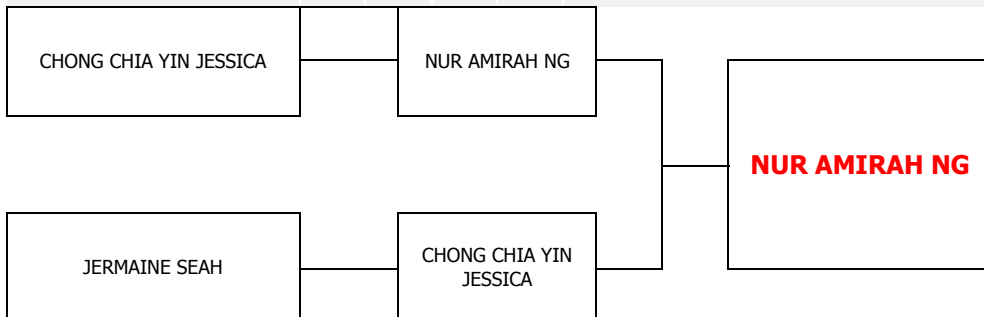 CHONG CHIA YIN JESSICA
NUR AMIRAH NG
NUR AMIRAH NG
JERMAINE SEAH
CHONG CHIA YIN
JESSICA